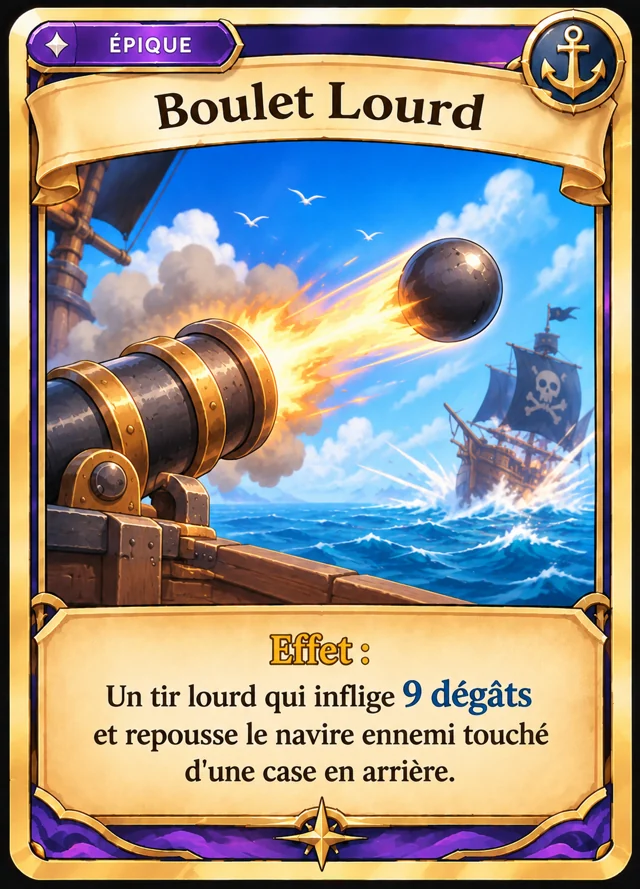 ÉPIQUE
Boulet Lourd
Effet :
Un tir lourd qui inflige 9 dégâts
et repousse le navire ennemi touché
d'une case en arrière.